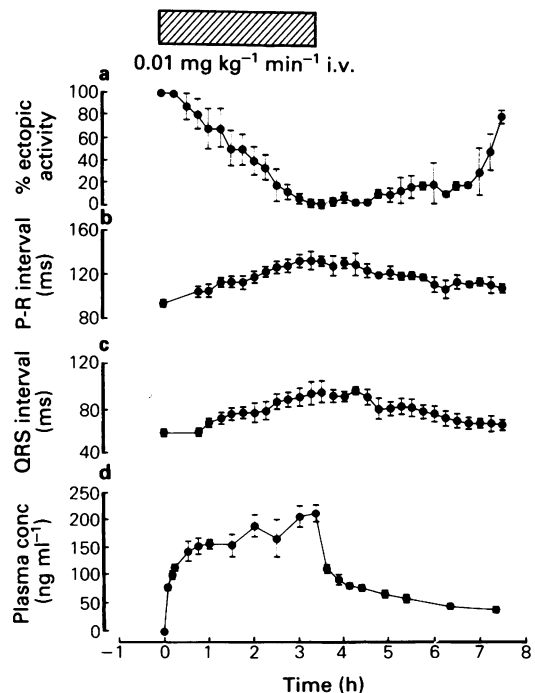 0.01 mg kg⁻¹ min⁻¹ i.v.
a
% ectopic
activity
100
80
60
40
20
0
b
P-R interval
(ms)
160
120
80
c
QRS interval
(ms)
120
80
40
d
Plasma conc
(ng ml⁻¹)
250
200
150
100
50
0
−1 0 1 2 3 4 5 6 7 8
Time (h)